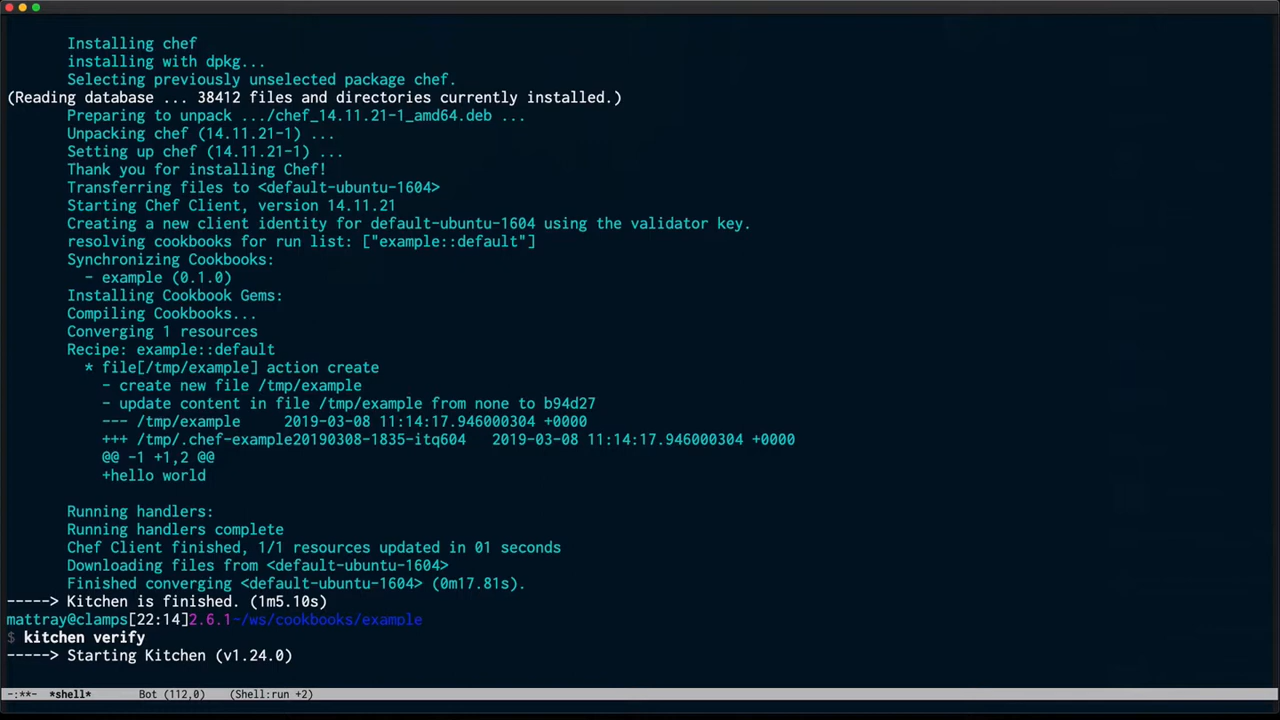 Installing chef
installing with dpkg...
Selecting previously unselected package chef.
(Reading database ... 38412 files and directories currently installed.)
Preparing to unpack .../chef_14.11.21-1_amd64.deb ...
Unpacking chef (14.11.21-1) ...
Setting up chef (14.11.21-1) ...
Thank you for installing Chef!
Transferring files to <default-ubuntu-1604>
Starting Chef Client, version 14.11.21
Creating a new client identity for default-ubuntu-1604 using the validator key.
resolving cookbooks for run list: ["example::default"]
Synchronizing Cookbooks:
- example (0.1.0)
Installing Cookbook Gems:
Compiling Cookbooks...
Converging 1 resources
Recipe: example::default
* file[/tmp/example] action create
- create new file /tmp/example
- update content in file /tmp/example from none to b94d27
--- /tmp/example     2019-03-08 11:14:17.946000304 +0000
+++ /tmp/.chef-example20190308-1835-itq604   2019-03-08 11:14:17.946000304 +0000
@@ -1 +1,2 @@
+hello world
Running handlers:
Running handlers complete
Chef Client finished, 1/1 resources updated in 01 seconds
Downloading files from <default-ubuntu-1604>
Finished converging <default-ubuntu-1604> (0m17.81s).
-----> Kitchen is finished. (1m5.10s)
mattray@clamps[22:14]2.6.1~/ws/cookbooks/example
$ kitchen verify
-----> Starting Kitchen (v1.24.0)
-:**-  *shell*      Bot (112,0)   (Shell:run +2)